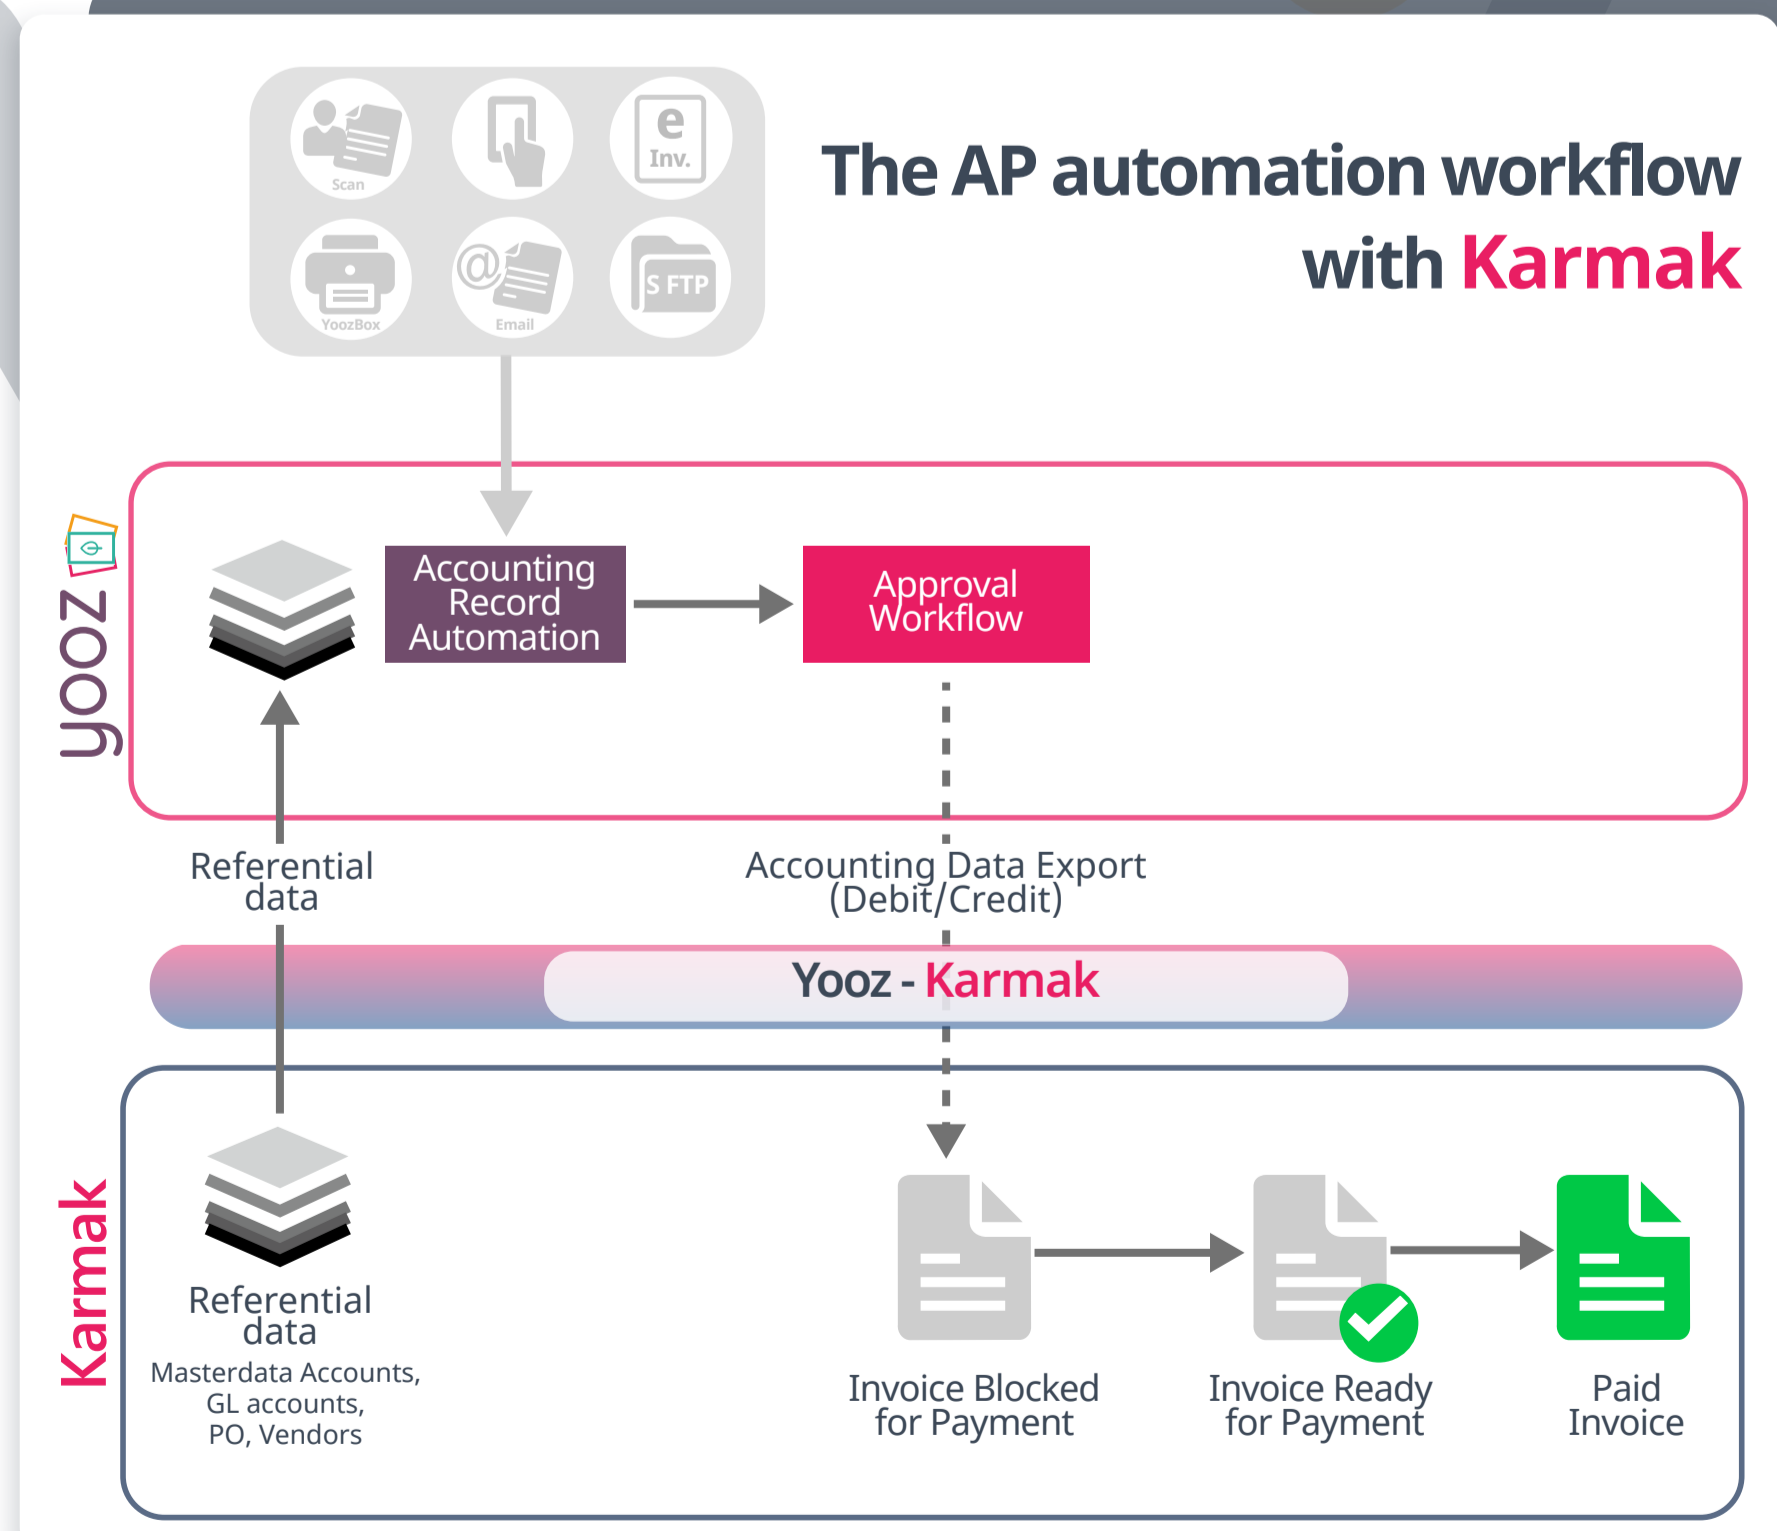 The AP automation workflow
with Karmak
Scan
e
Inv.
YoozBox
@
Email
S FTP
yooz
Accounting
Record
Automation
Approval
Workflow
Referential
data
Accounting Data Export
(Debit/Credit)
Yooz - Karmak
Karmak
Referential
data
Masterdata Accounts,
GL accounts,
PO, Vendors
Invoice Blocked
for Payment
Invoice Ready
for Payment
Paid
Invoice